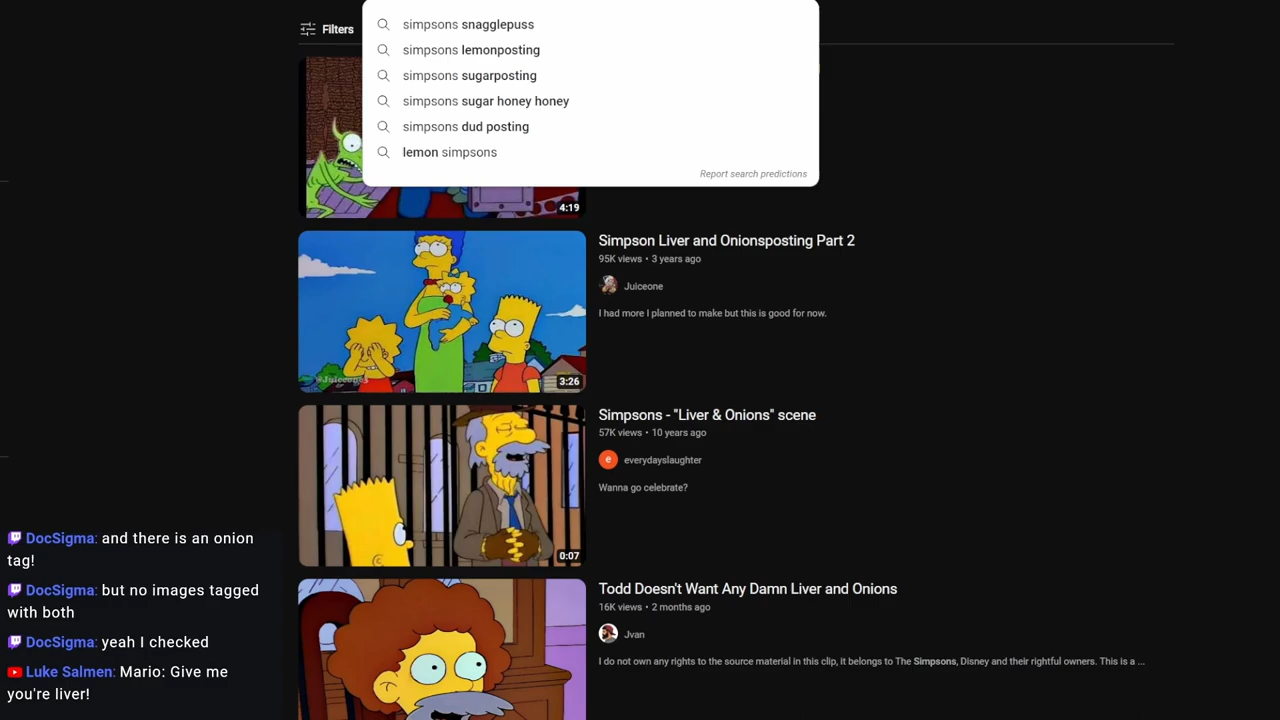 Filters
simpsons snagglepuss
simpsons lemonposting
simpsons sugarposting
simpsons sugar honey honey
simpsons dud posting
lemon simpsons
Report search predictions
4:19
Simpson Liver and Onionsposting Part 2
95K views • 3 years ago
Juiceone
I had more I planned to make but this is good for now.
3:26
Simpsons - "Liver & Onions" scene
57K views • 10 years ago
e
everydayslaughter
Wanna go celebrate?
0:07
Todd Doesn't Want Any Damn Liver and Onions
16K views • 2 months ago
Jvan
I do not own any rights to the source material in this clip, it belongs to The Simpsons, Disney and their rightful owners. This is a ...
DocSigma: and there is an onion
tag!
DocSigma: but no images tagged
with both
DocSigma: yeah I checked
Luke Salmen: Mario: Give me
you're liver!